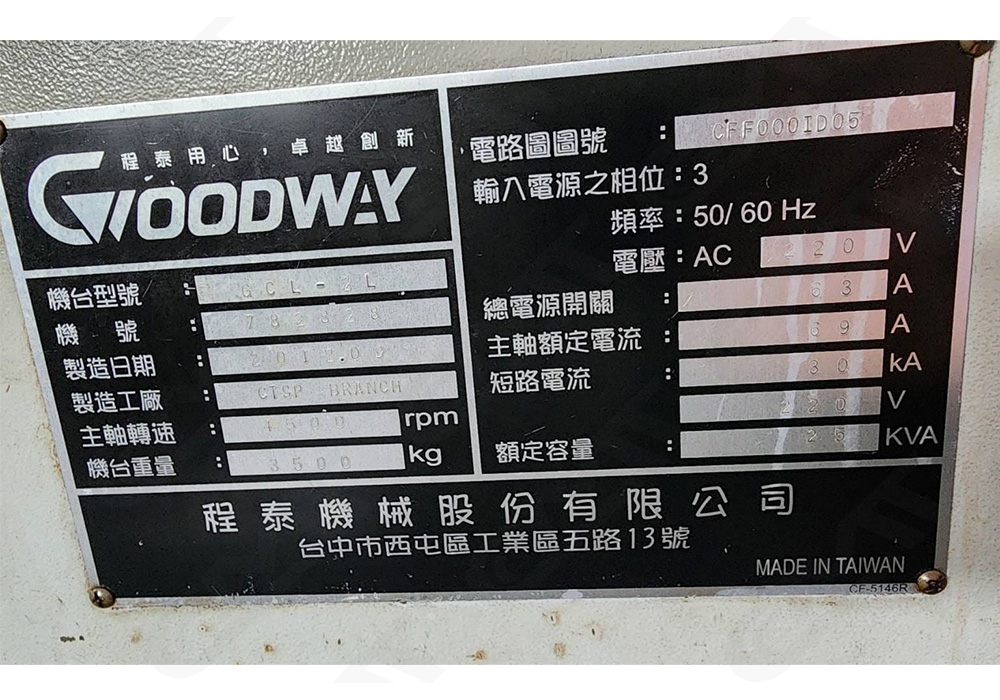 程泰用心，卓越創新
GOODWAY
機台型號 : GCL-2L
機 號 : 782828
製造日期 :
製造工廠 : CTSP BRANCH
主軸轉速 : 4500 rpm
機台重量 : 3500 kg
電路圖圖號 : CFF000ID05
輸入電源之相位 : 3
頻率 : 50/ 60 Hz
電壓 : AC 220 V
總電源開關 : 63 A
主軸額定電流 : 69 A
短路電流 : 30 kA
220 V
額定容量 : 25 KVA
程泰機械股份有限公司
台中市西屯區工業區五路13號
MADE IN TAIWAN
CF-5146R